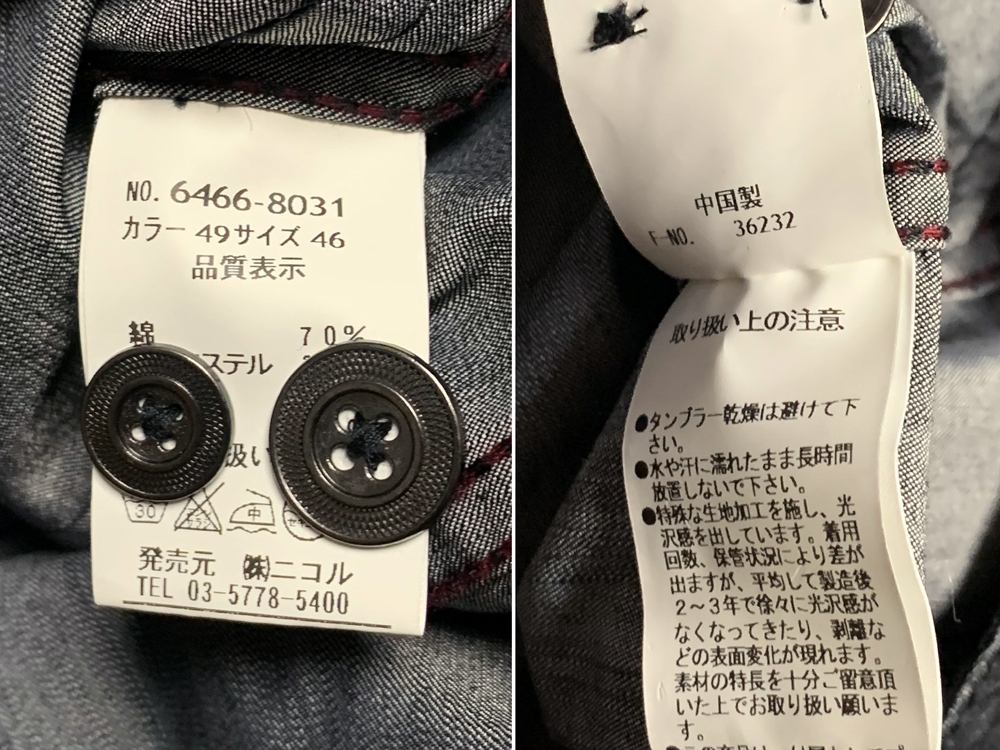 NO. 6466-8031
カラー 49サイズ 46
品質表示
綿 70%
ステル
扱い
30
中
発売元 ㈱ニコル
TEL 03-5778-5400
中国製
F-NO. 36232
取り扱い上の注意
●タンブラー乾燥は避けて下
さい。
●水や汗に濡れたまま長時間
放置しないで下さい。
●特殊な生地加工を施し、光
沢感を出しています。着用
回数、保管状況により差が
出ますが、平均して製造後
2〜3年で徐々に光沢感が
なくなってきたり、剥離な
どの表面変化が現れます。
素材の特長を十分ご留意頂
いた上でお取り扱い願いま
す。